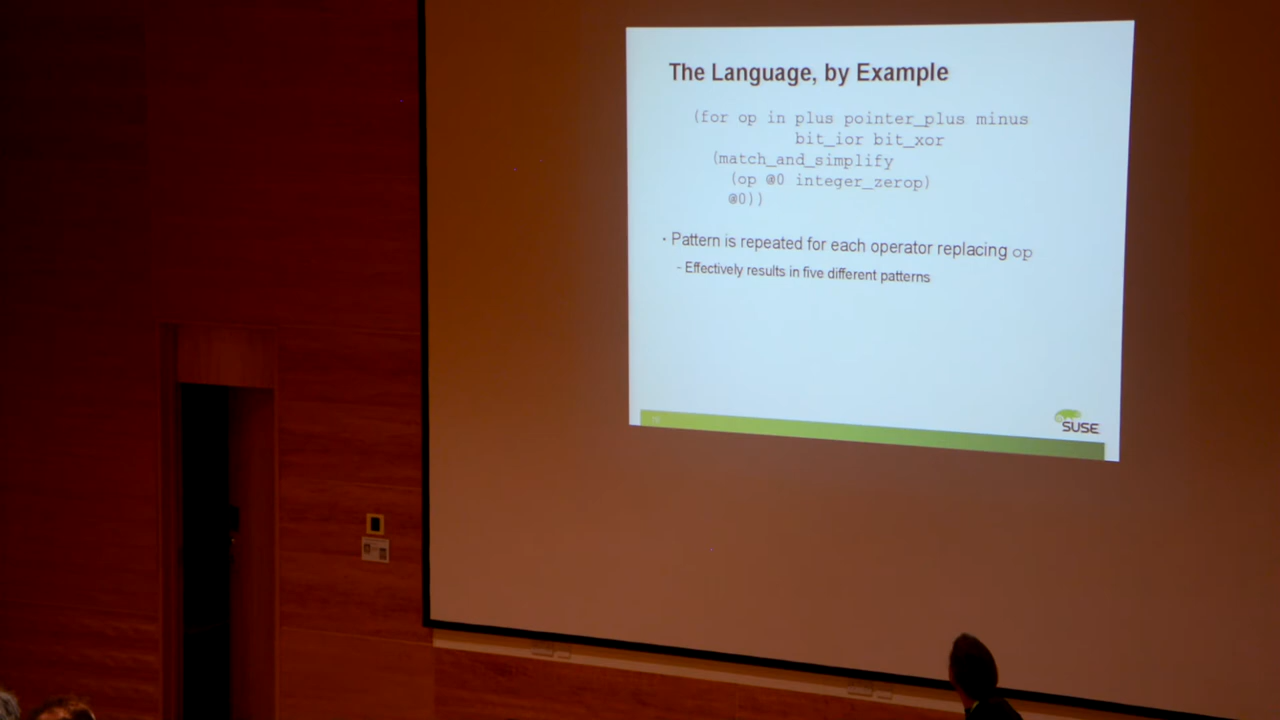 The Language, by Example
(for op in plus pointer_plus minus
bit_ior bit_xor
(match_and_simplify
(op @0 integer_zerop)
@0))
• Pattern is repeated for each operator replacing op
– Effectively results in five different patterns
SUSE